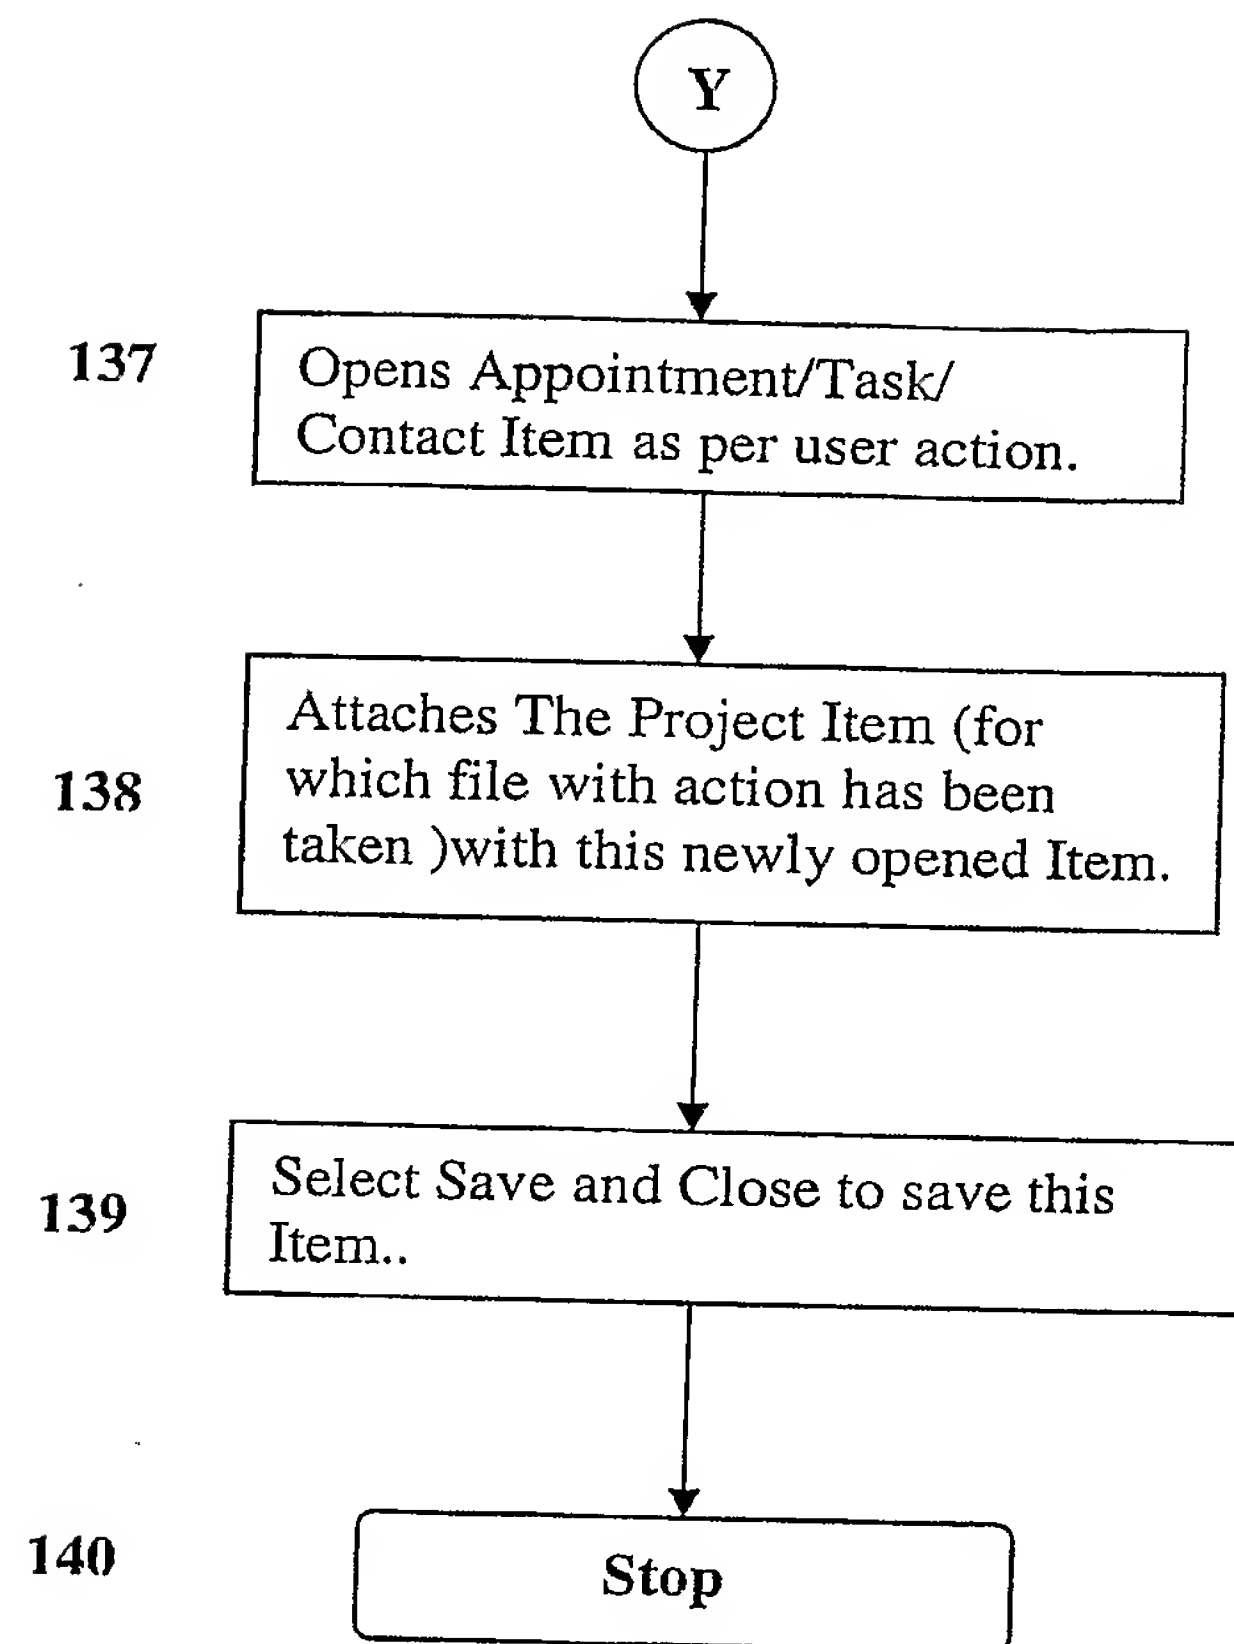 Y
137
Opens Appointment/Task/
Contact Item as per user action.
138
Attaches The Project Item (for
which file with action has been
taken )with this newly opened Item.
139
Select Save and Close to save this
Item..
140
Stop